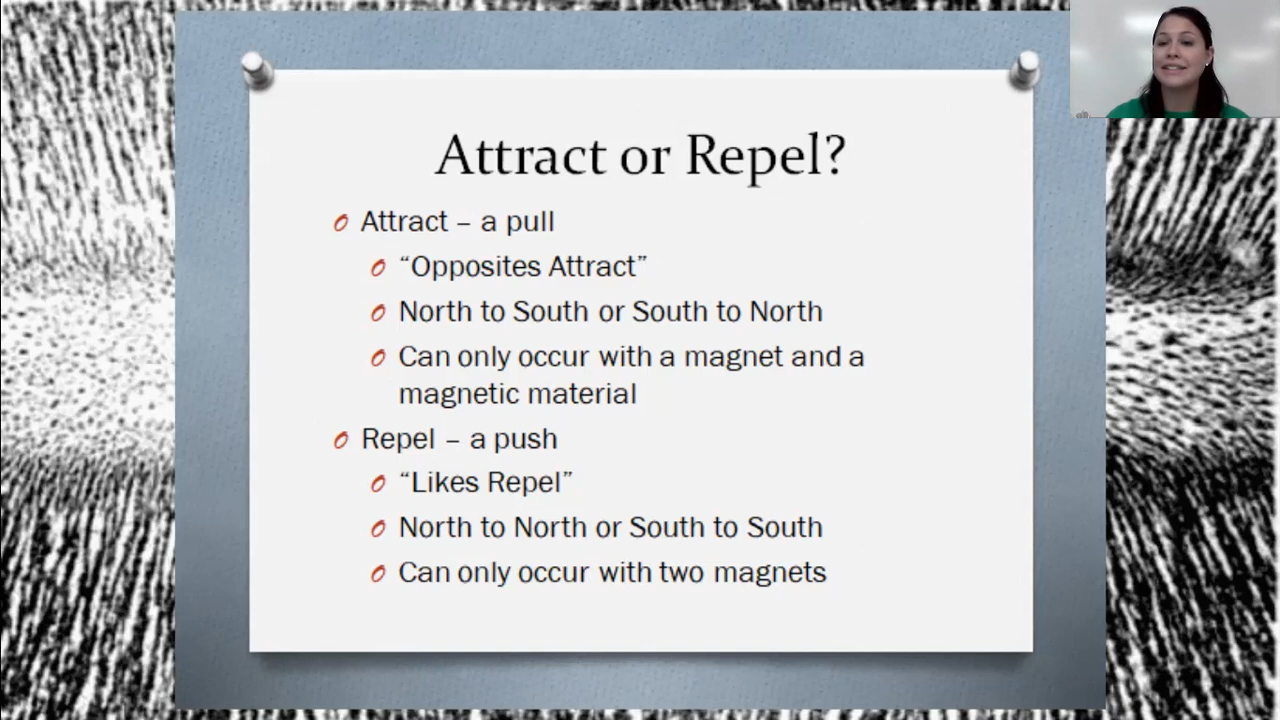 Attract or Repel?
Attract – a pull
“Opposites Attract”
North to South or South to North
Can only occur with a magnet and a
magnetic material
Repel – a push
“Likes Repel”
North to North or South to South
Can only occur with two magnets